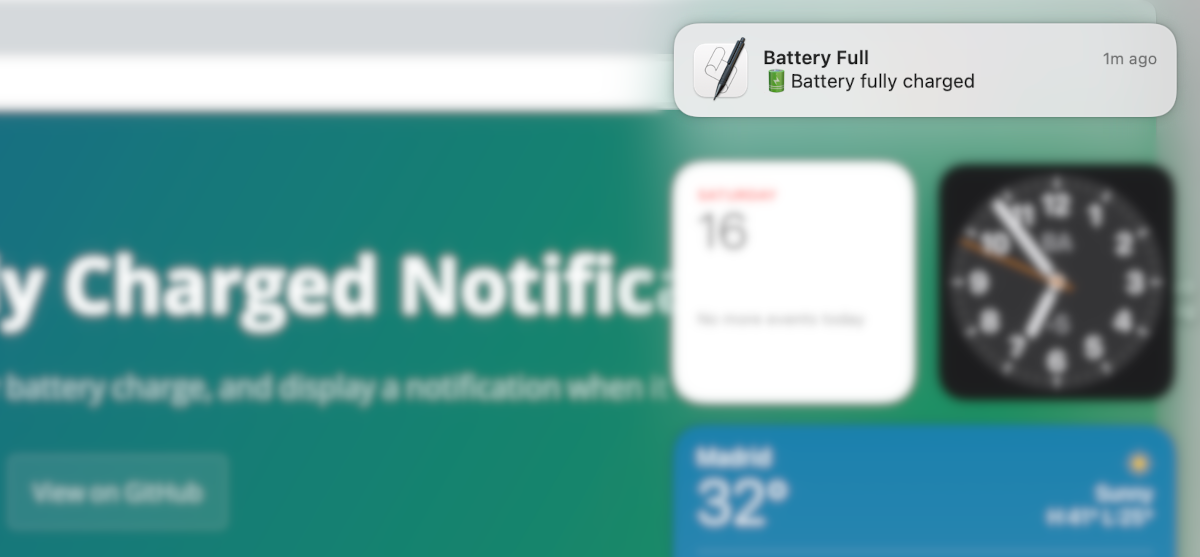 Battery Full
1m ago
🔋Battery fully charged
y Charged Notifica
battery charge, and display a notification when it
View on GitHub
SATURDAY
16
No more events today
12
11
1
10
2
9
3
8
4
7
5
6
Madrid
32°
Sunny
H:41° L:25°